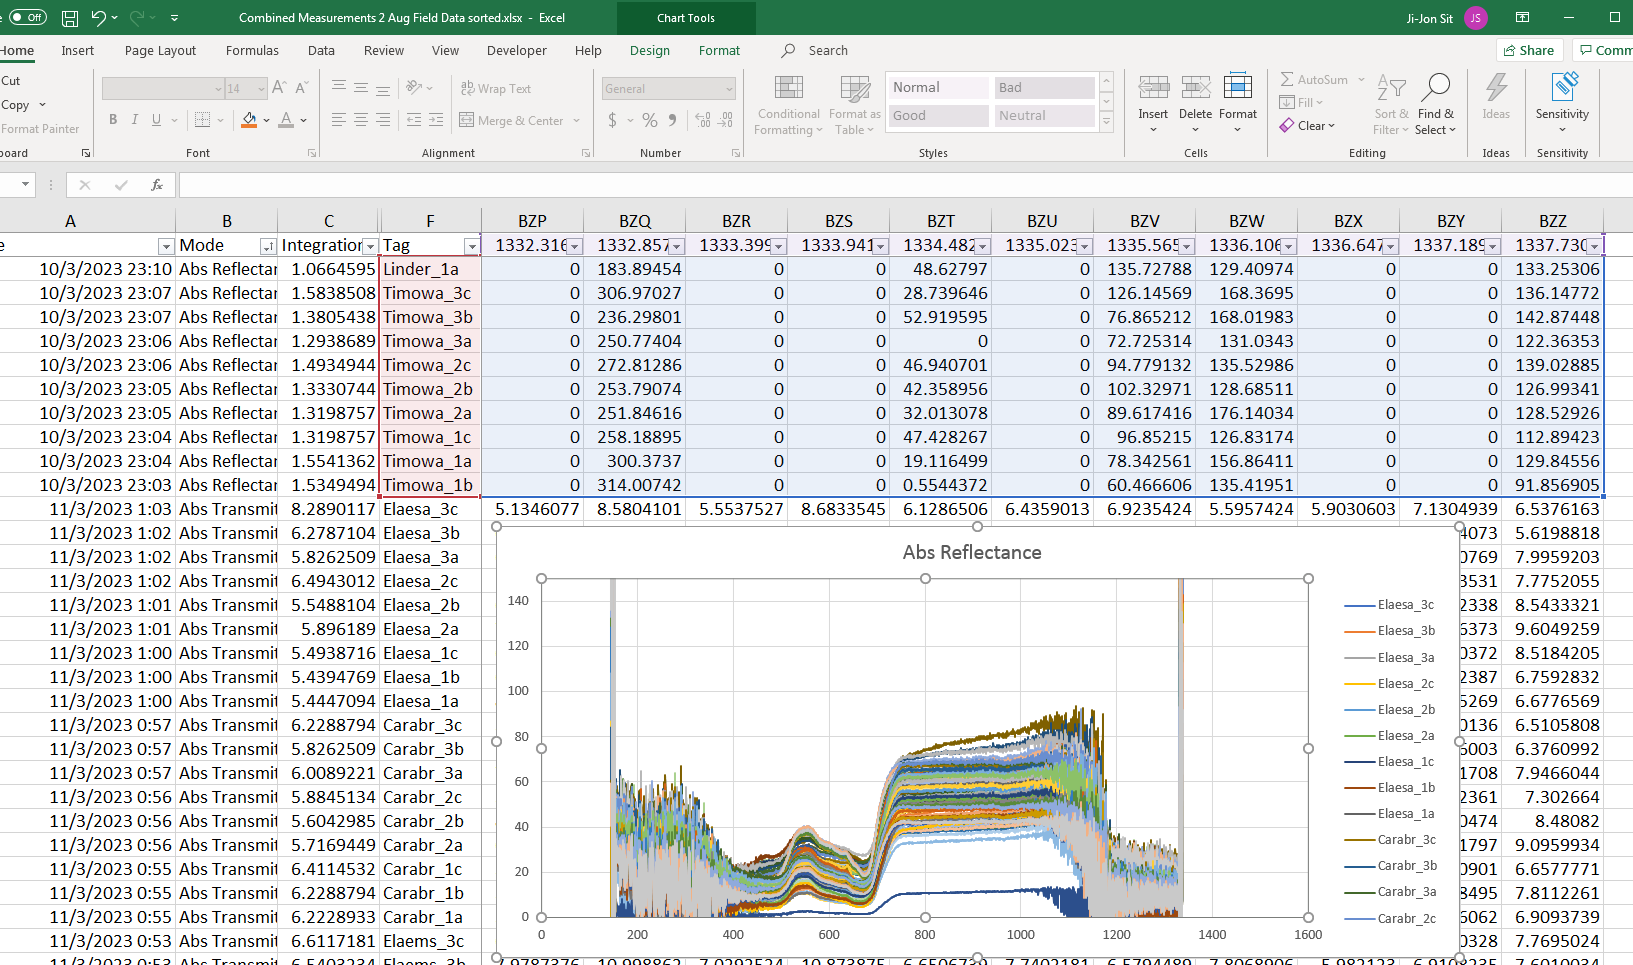 Off Combined Measurements 2 Aug Field Data sorted.xlsx - Excel Chart Tools Ji-Jon Sit JS
Home Insert Page Layout Formulas Data Review View Developer Help Design Format Search Share Comm
Cut
Copy
Format Painter
14
B I U A
Wrap Text
Merge & Center
General
$ % 9
Conditional Formatting
Format as Table
Normal Bad
Good Neutral
Insert Delete Format
AutoSum
Fill
Clear
Sort & Filter
Find & Select
Ideas
Sensitivity
board Font Alignment Number Styles Cells Editing Ideas Sensitivity
fx
A B C F BZP BZQ BZR BZS BZT BZU BZV BZW BZX BZY BZZ
e Mode Integration Tag 1332.316 1332.857 1333.399 1333.941 1334.482 1335.023 1335.565 1336.106 1336.647 1337.189 1337.730
10/3/2023 23:10 Abs Reflectar 1.0664595 Linder_1a 0 183.89454 0 0 48.62797 0 135.72788 129.40974 0 0 133.25306
10/3/2023 23:07 Abs Reflectar 1.5838508 Timowa_3c 0 306.97027 0 0 28.739646 0 126.14569 168.3695 0 0 136.14772
10/3/2023 23:07 Abs Reflectar 1.3805438 Timowa_3b 0 236.29801 0 0 52.919595 0 76.865212 168.01983 0 0 142.87448
10/3/2023 23:06 Abs Reflectar 1.2938689 Timowa_3a 0 250.77404 0 0 0 0 72.725314 131.0343 0 0 122.36353
10/3/2023 23:06 Abs Reflectar 1.4934944 Timowa_2c 0 272.81286 0 0 46.940701 0 94.779132 135.52986 0 0 139.02885
10/3/2023 23:05 Abs Reflectar 1.3330744 Timowa_2b 0 253.79074 0 0 42.358956 0 102.32971 128.68511 0 0 126.99341
10/3/2023 23:05 Abs Reflectar 1.3198757 Timowa_2a 0 251.84616 0 0 32.013078 0 89.617416 176.14034 0 0 128.52926
10/3/2023 23:04 Abs Reflectar 1.3198757 Timowa_1c 0 258.18895 0 0 47.428267 0 96.85215 126.83174 0 0 112.89423
10/3/2023 23:04 Abs Reflectar 1.5541362 Timowa_1a 0 300.3737 0 0 19.116499 0 78.342561 156.86411 0 0 129.84556
10/3/2023 23:03 Abs Reflectar 1.5349494 Timowa_1b 0 314.00742 0 0 0.5544372 0 60.466606 135.41951 0 0 91.856905
11/3/2023 1:03 Abs Transmit 8.2890117 Elaesa_3c 5.1346077 8.5804101 5.5537527 8.6833545 6.1286506 6.4359013 6.9235424 5.5957424 5.9030603 7.1304939 6.5376163
11/3/2023 1:02 Abs Transmit 6.2787104 Elaesa_3b 4073 5.6198818
11/3/2023 1:02 Abs Transmit 5.8262509 Elaesa_3a 0769 7.9959203
11/3/2023 1:02 Abs Transmit 6.4943012 Elaesa_2c 3531 7.7752055
11/3/2023 1:01 Abs Transmit 5.5488104 Elaesa_2b 2338 8.5433321
11/3/2023 1:01 Abs Transmit 5.896189 Elaesa_2a 6373 9.6049259
11/3/2023 1:00 Abs Transmit 5.4938716 Elaesa_1c 0372 8.5184205
11/3/2023 1:00 Abs Transmit 5.4394769 Elaesa_1b 2387 6.7592832
11/3/2023 1:00 Abs Transmit 5.4447094 Elaesa_1a 5269 6.6776569
11/3/2023 0:57 Abs Transmit 6.2288794 Carabr_3c 0136 6.5105808
11/3/2023 0:57 Abs Transmit 5.8262509 Carabr_3b 6003 6.3760992
11/3/2023 0:57 Abs Transmit 6.0089221 Carabr_3a 1708 7.9466044
11/3/2023 0:56 Abs Transmit 5.8845134 Carabr_2c 2361 7.302664
11/3/2023 0:56 Abs Transmit 5.6042985 Carabr_2b 0474 8.48082
11/3/2023 0:56 Abs Transmit 5.7169449 Carabr_2a 1797 9.0959934
11/3/2023 0:55 Abs Transmit 6.4114532 Carabr_1c 0901 6.6577771
11/3/2023 0:55 Abs Transmit 6.2288794 Carabr_1b 8495 7.8112261
11/3/2023 0:55 Abs Transmit 6.2228933 Carabr_1a 6062 6.9093739
11/3/2023 0:53 Abs Transmit 6.6117181 Elaems_3c 0328 7.7695024
Abs Reflectance
140
120
100
80
60
40
20
0
0 200 400 600 800 1000 1200 1400 1600
Elaesa_3c
Elaesa_3b
Elaesa_3a
Elaesa_2c
Elaesa_2b
Elaesa_2a
Elaesa_1c
Elaesa_1b
Elaesa_1a
Carabr_3c
Carabr_3b
Carabr_3a
Carabr_2c